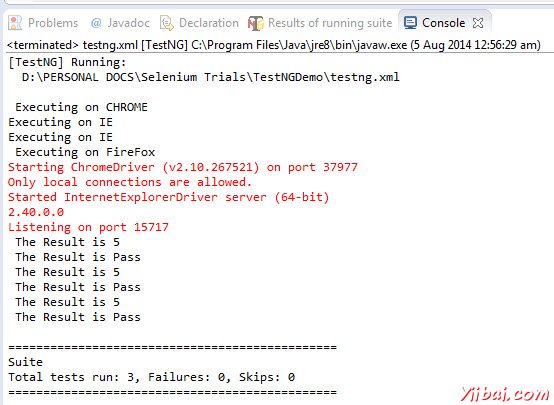 Problems @ Javadoc Declaration Results of running suite Console
<terminated> testng.xml [TestNG] C:\Program Files\Java\jre8\bin\javaw.exe (5 Aug 2014 12:56:29 am)
[TestNG] Running:
  D:\PERSONAL DOCS\Selenium Trials\TestNGDemo\testng.xml

 Executing on CHROME
Executing on IE
Executing on IE
 Executing on FireFox
Starting ChromeDriver (v2.10.267521) on port 37977
Only local connections are allowed.
Started InternetExplorerDriver server (64-bit)
2.40.0.0
Listening on port 15717
 The Result is 5
 The Result is Pass
 The Result is 5
 The Result is Pass
 The Result is 5
 The Result is Pass

===============================================
Suite
Total tests run: 3, Failures: 0, Skips: 0
===============================================
Yiibai.com